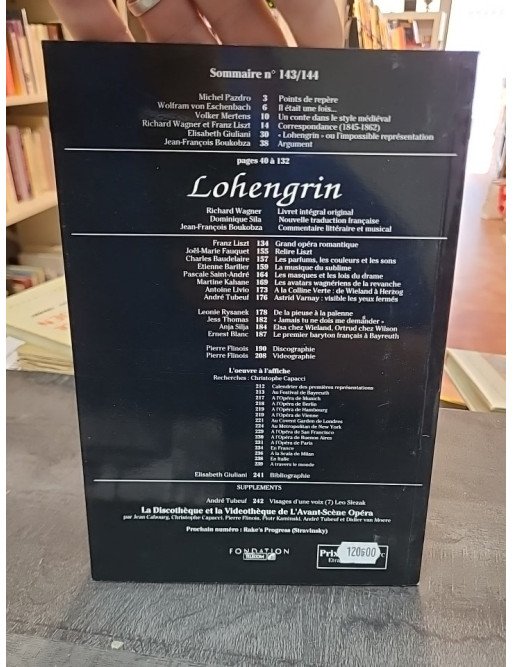 Sommaire n° 143/144
Michel Pazdro 3 Points de repère
Wolfram von Eschenbach 6 Il était une fois...
Volker Mertens 10 Un conte dans le style médiéval
Richard Wagner et Franz Liszt 14 Correspondance (1845-1862)
Elisabeth Giuliani 30 « Lohengrin » ou l'impossible représentation
Jean-François Boukobza 38 Argument
pages 40 à 132
Lohengrin
Richard Wagner Livret intégral original
Dominique Sila Nouvelle traduction française
Jean-François Boukobza Commentaire littéraire et musical
Franz Liszt 134 Grand opéra romantique
Joël-Marie Fauquet 155 Relire Liszt
Charles Baudelaire 157 Les parfums, les couleurs et les sons
Etienne Barilier 159 La musique du sublime
Pascale Saint-André 164 Les masques et les lois du drame
Martine Kahane 169 Les avatars wagnériens de la revanche
Antoine Livio 173 A la Colline Verte : de Wieland à Herzog
André Tubeuf 176 Astrid Varnay : visible les yeux fermés
Leonie Rysanek 178 De la pieuse à la païenne
Jess Thomas 182 « Jamais tu ne dois me demander »
Anja Silja 184 Elsa chez Wieland, Ortrud chez Wilson
Ernest Blanc 187 Le premier baryton français à Bayreuth
Pierre Flinois 190 Discographie
Pierre Flinois 208 Videographie
L'oeuvre à l'affiche
Recherches : Christophe Capacci
212 Calendrier des premières représentations
213 Au Festival de Bayreuth
217 A l'Opéra de Munich
218 A l'Opéra de Berlin
219 A l'Opéra de Hambourg
219 A l'Opéra de Vienne
221 Au Covent Garden de Londres
224 Au Metropolitan de New York
229 A l'Opéra de San Francisco
230 A l'Opéra de Buenos Aires
231 A l'Opéra de Paris
234 En France
236 A la Scala de Milan
238 En Italie
239 A travers le monde
Elisabeth Giuliani 241 Bibliographie
SUPPLEMENTS
André Tubeuf 242 Visages d'une voix (7) Leo Slezak
La Discothèque et la Videothèque de L'Avant-Scène Opéra
par Jean Cabourg, Christophe Capacci, Pierre Flinois, Piotr Kaminski, André Tubeuf et Didier van Moere
Prochain numéro : Rake's Progress (Stravinsky)
FONDATION
TELECOM
Prix
120F00